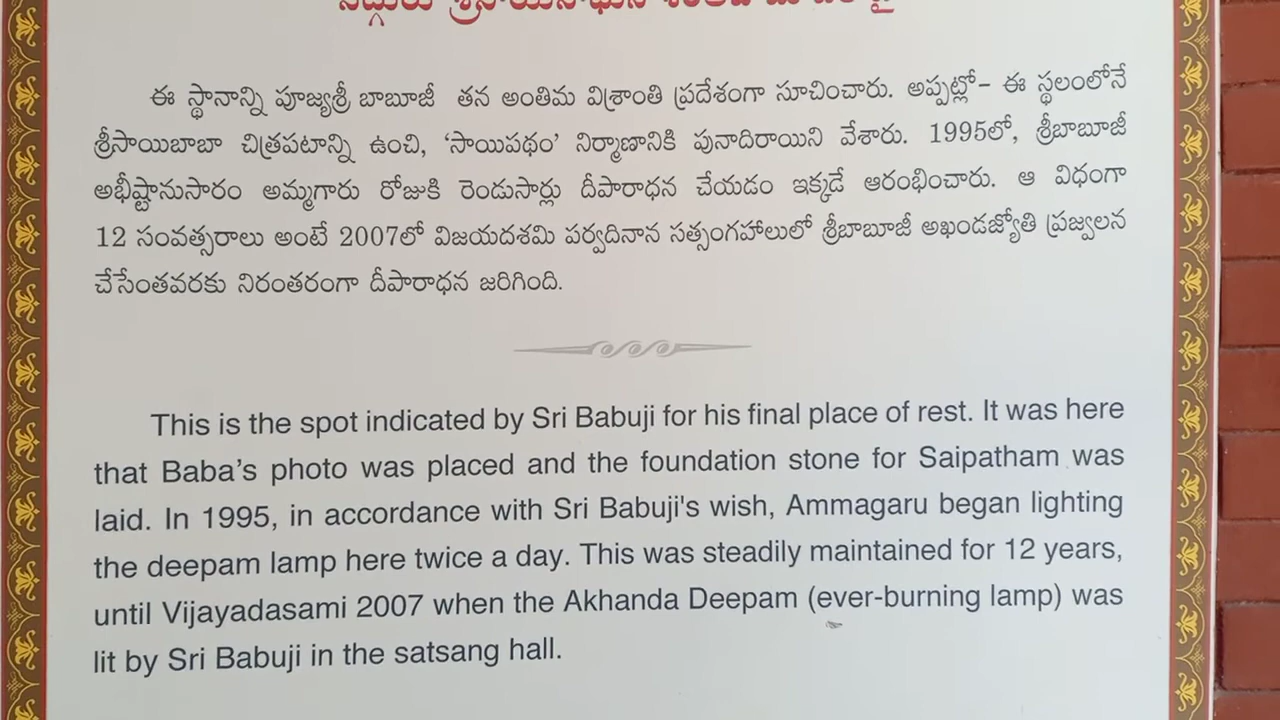 సద్గురు శ్రీసాయినాథుని
ఈ స్థానాన్ని పూజ్యశ్రీ బాబూజీ తన అంతిమ విశ్రాంతి ప్రదేశంగా సూచించారు. అప్పట్లో- ఈ స్థలంలోనే
శ్రీసాయిబాబా చిత్రపటాన్ని ఉంచి, ‘సాయిపథం’ నిర్మాణానికి పునాదిరాయిని వేశారు. 1995లో, శ్రీబాబూజీ
అభీష్టానుసారం అమ్మగారు రోజుకి రెండుసార్లు దీపారాధన చేయడం ఇక్కడే ఆరంభించారు. ఆ విధంగా
12 సంవత్సరాలు అంటే 2007లో విజయదశమి పర్వదినాన సత్సంగహాలులో శ్రీబాబూజీ అఖండజ్యోతి ప్రజ్వలన
చేసేంతవరకు నిరంతరంగా దీపారాధన జరిగింది.
This is the spot indicated by Sri Babuji for his final place of rest. It was here
that Baba’s photo was placed and the foundation stone for Saipatham was
laid. In 1995, in accordance with Sri Babuji's wish, Ammagaru began lighting
the deepam lamp here twice a day. This was steadily maintained for 12 years,
until Vijayadasami 2007 when the Akhanda Deepam (ever-burning lamp) was
lit by Sri Babuji in the satsang hall.